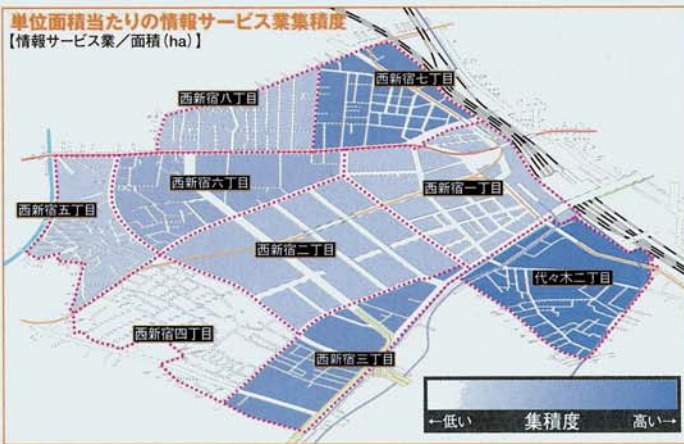 単位面積当たりの情報サービス業集積度
【情報サービス業／面積（ha）】
西新宿七丁目
西新宿八丁目
西新宿六丁目
西新宿一丁目
西新宿五丁目
西新宿二丁目
代々木二丁目
西新宿四丁目
西新宿三丁目
←低い 集積度 高い→